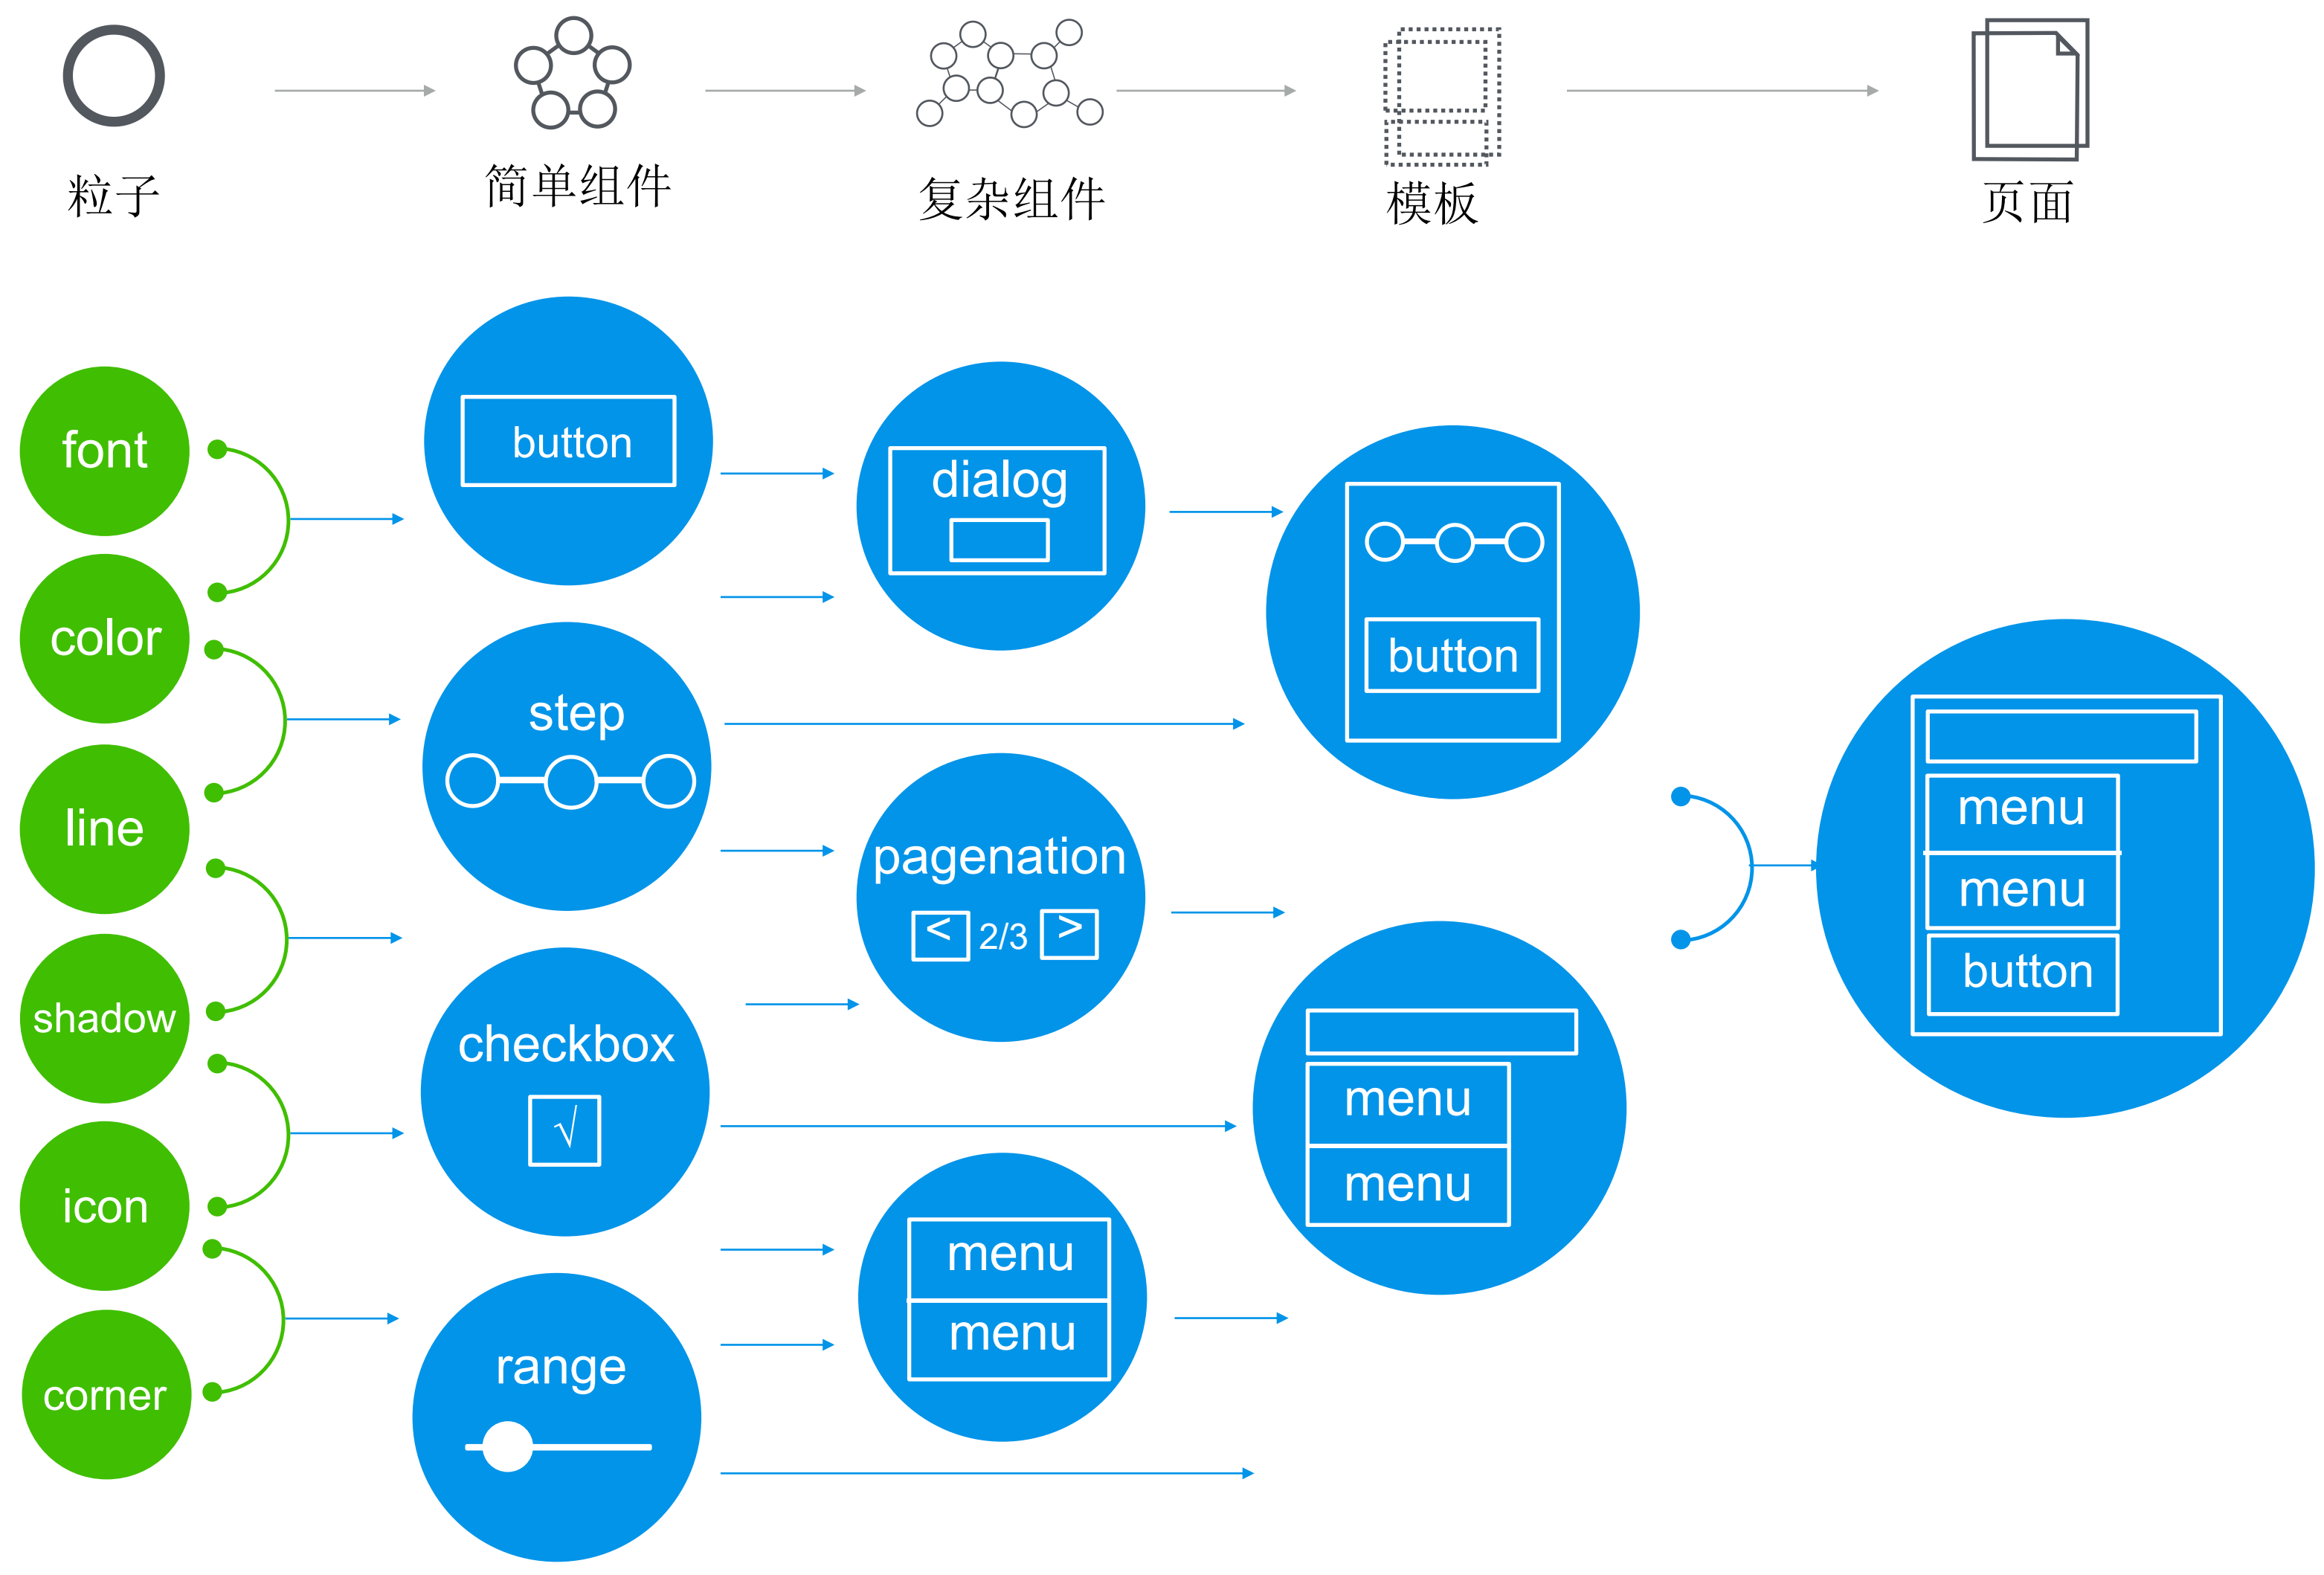 粒子
简单组件
复杂组件
模板
页面
font
color
line
shadow
icon
corner
button
step
checkbox
√
range
dialog
pagenation
< 2/3 >
menu
menu
button
menu
menu
menu
menu
button